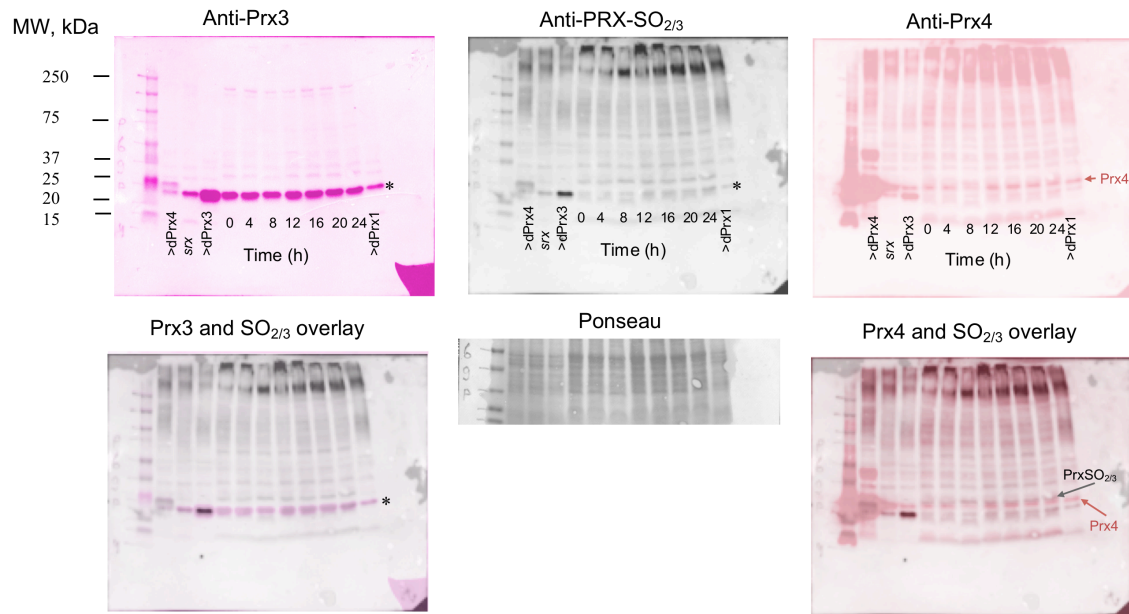 MW, kDa
Anti-Prx3
Anti-PRX-SO2/3
Anti-Prx4
250
75
37
25
20
15
*
>dPrx4
srx
>dPrx3
0 4 8 12 16 20 24
>dPrx1
Time (h)
*
>dPrx4
srx
>dPrx3
0 4 8 12 16 20 24
>dPrx1
Time (h)
Prx4
>dPrx4
srx
>dPrx3
0 4 8 12 16 20 24
>dPrx1
Time (h)
Prx3 and SO2/3 overlay
Ponseau
Prx4 and SO2/3 overlay
*
PrxSO2/3
Prx4